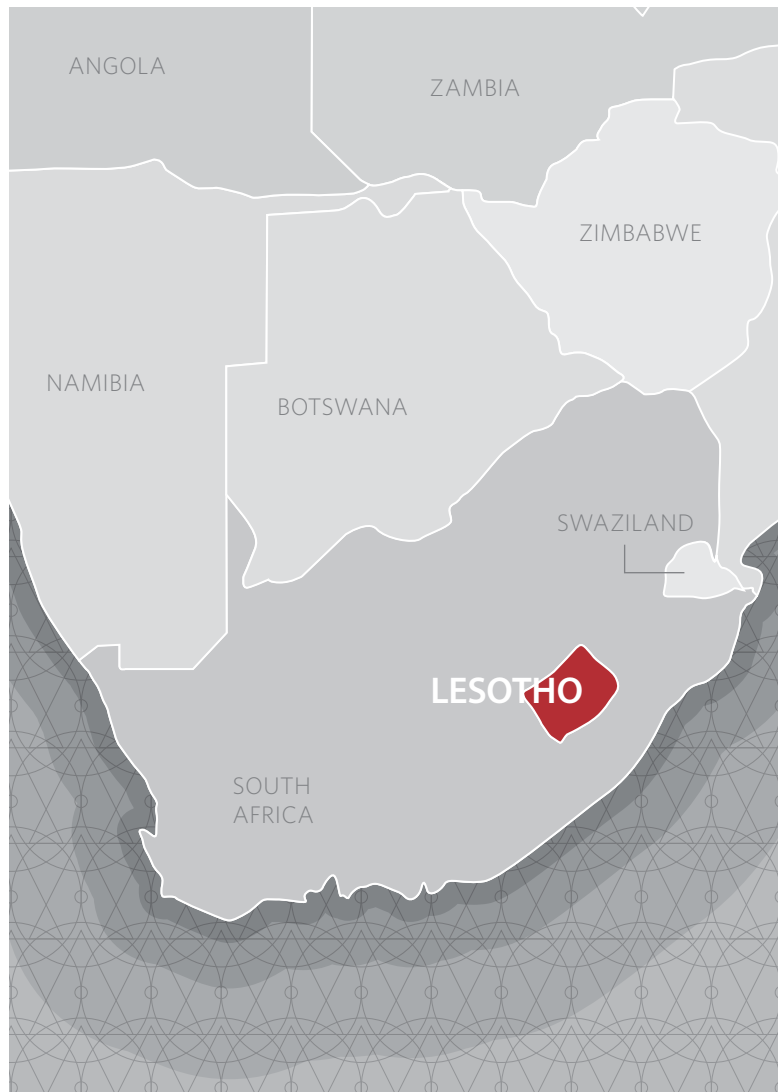 ANGOLA
ZAMBIA
ZIMBABWE
NAMIBIA
BOTSWANA
SWAZILAND
LESOTHO
SOUTH
AFRICA